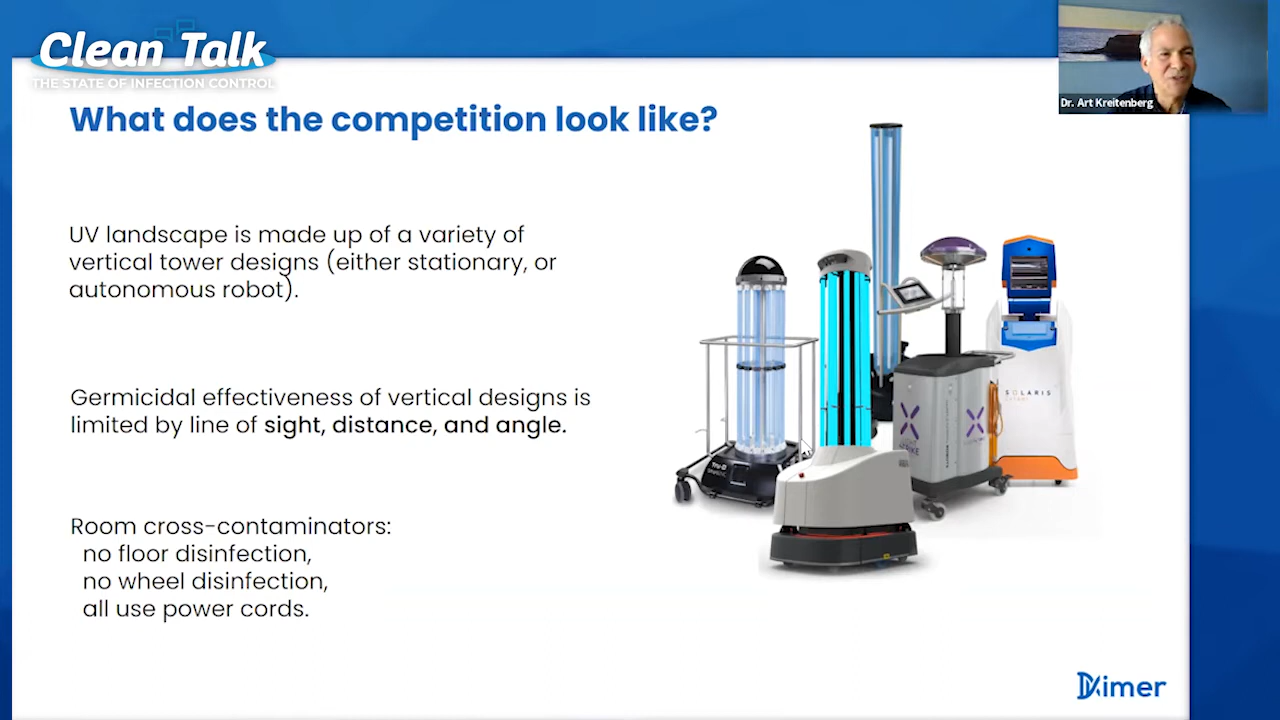 Clean Talk
THE STATE OF INFECTION CONTROL
Dr. Art Kreitenberg
What does the competition look like?
UV landscape is made up of a variety of
vertical tower designs (either stationary, or
autonomous robot).
Germicidal effectiveness of vertical designs is
limited by line of sight, distance, and angle.
Room cross-contaminators:
no floor disinfection,
no wheel disinfection,
all use power cords.
Tru-D
SOLARIS
Dimer